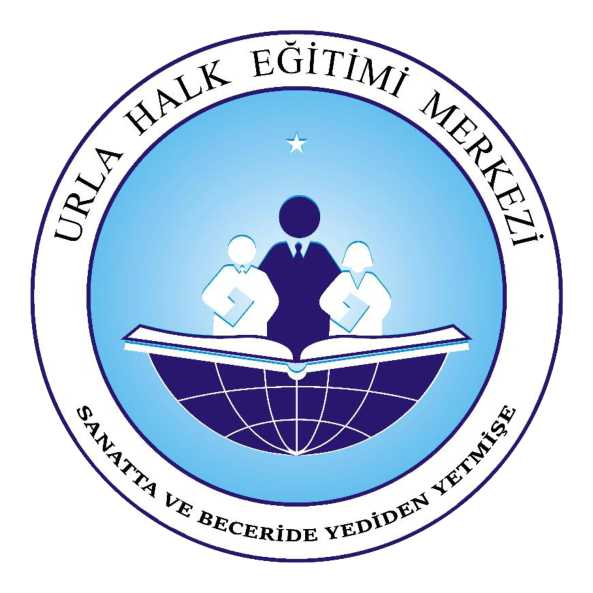 URLA HALK EĞİTİMİ MERKEZİ
SANATTA VE BECERİDE YEDİDEN YETMİŞE